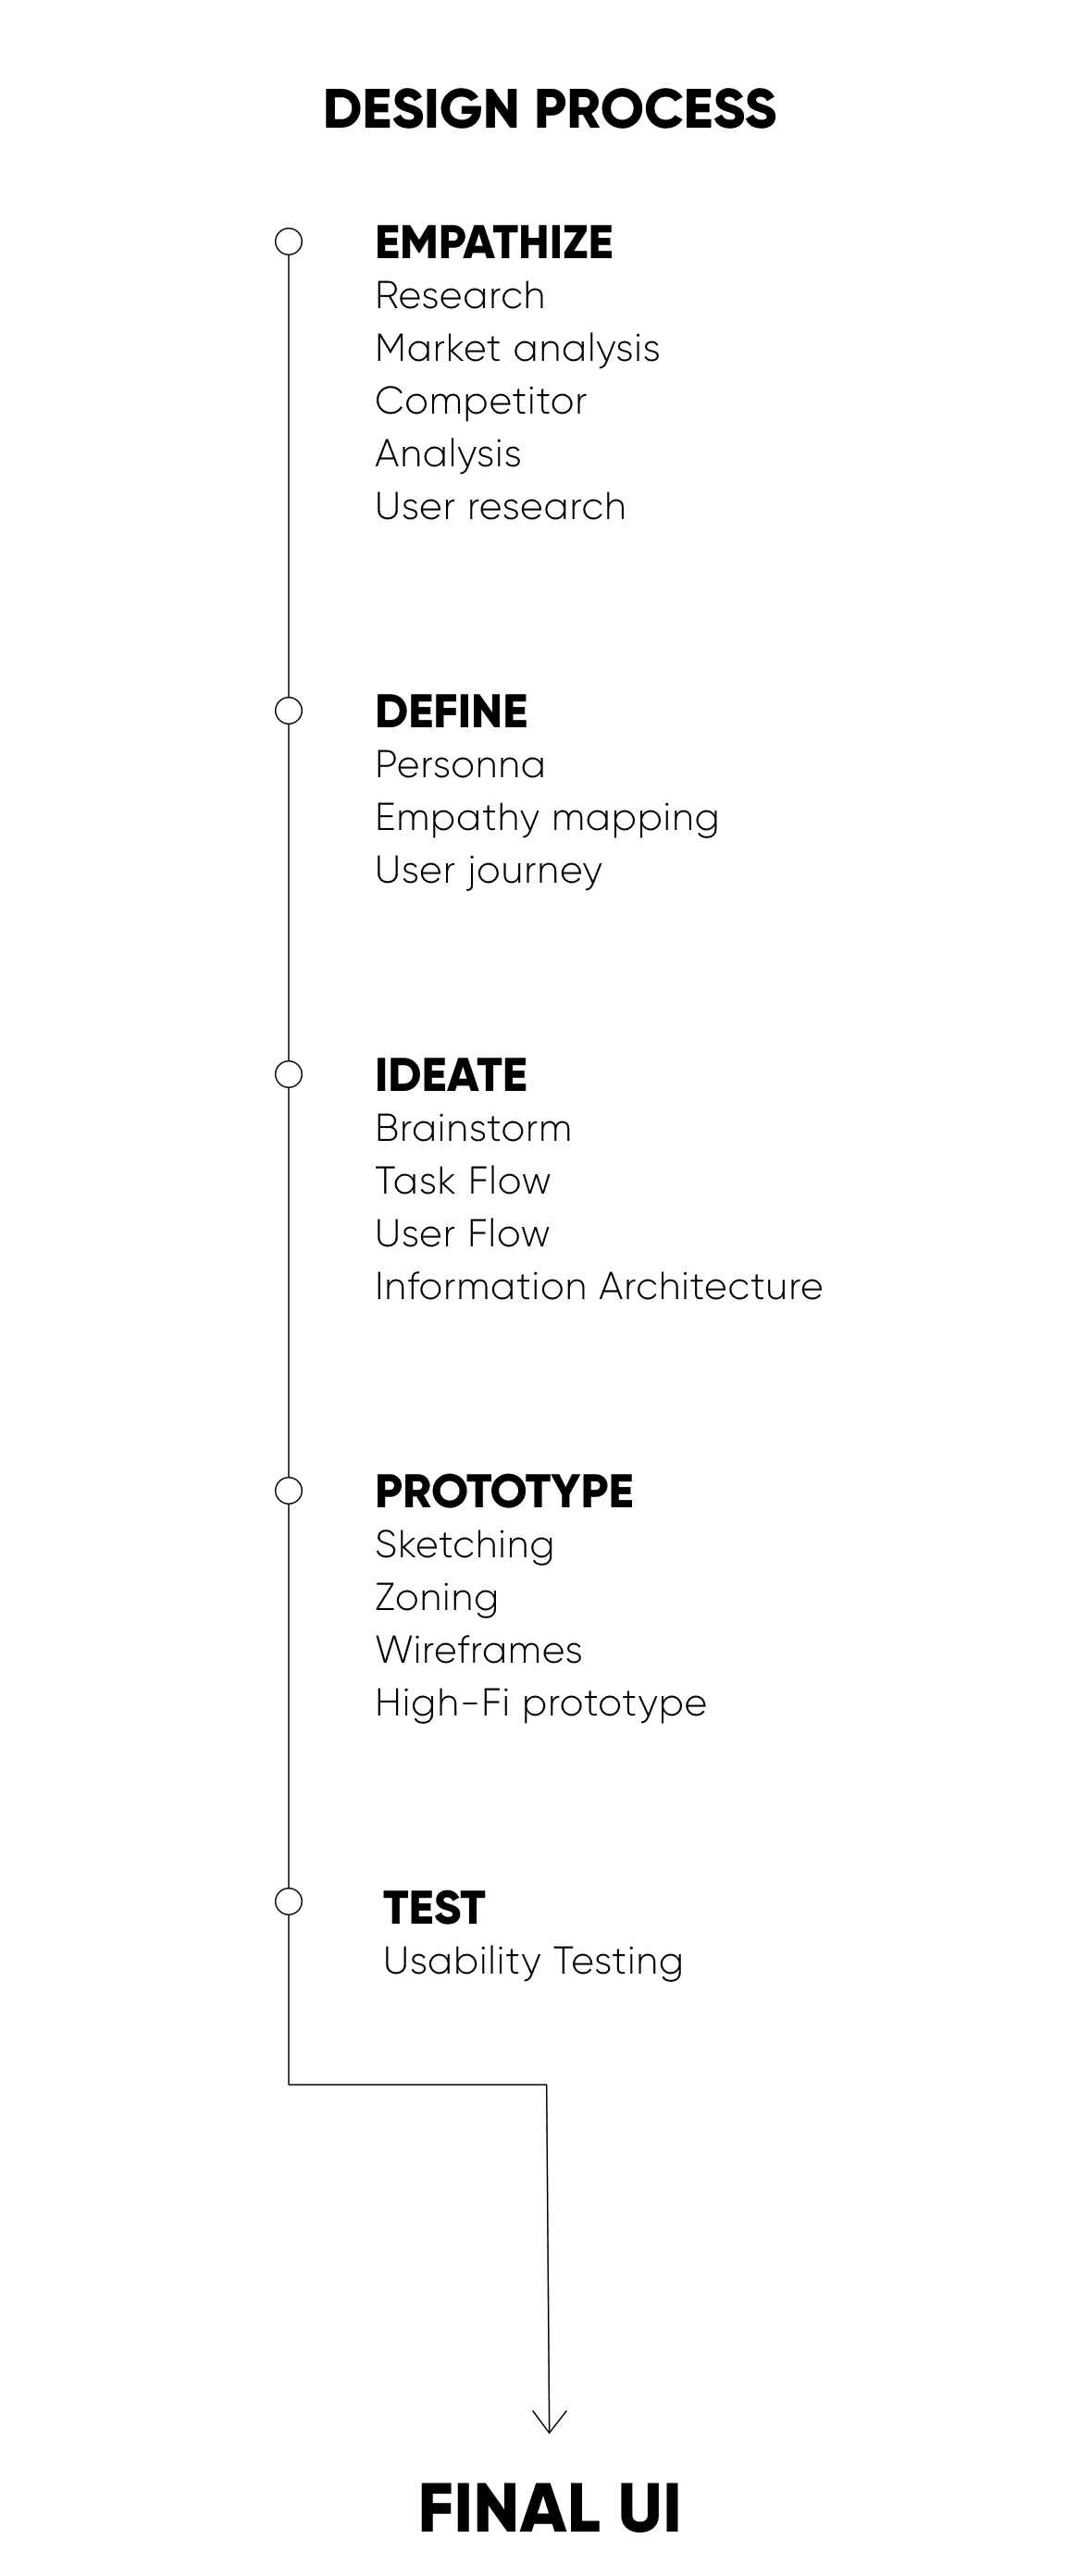 DESIGN PROCESS
EMPATHIZE
Research
Market analysis
Competitor
Analysis
User research
DEFINE
Personna
Empathy mapping
User journey
IDEATE
Brainstorm
Task Flow
User Flow
Information Architecture
PROTOTYPE
Sketching
Zoning
Wireframes
High-Fi prototype
TEST
Usability Testing
FINAL UI